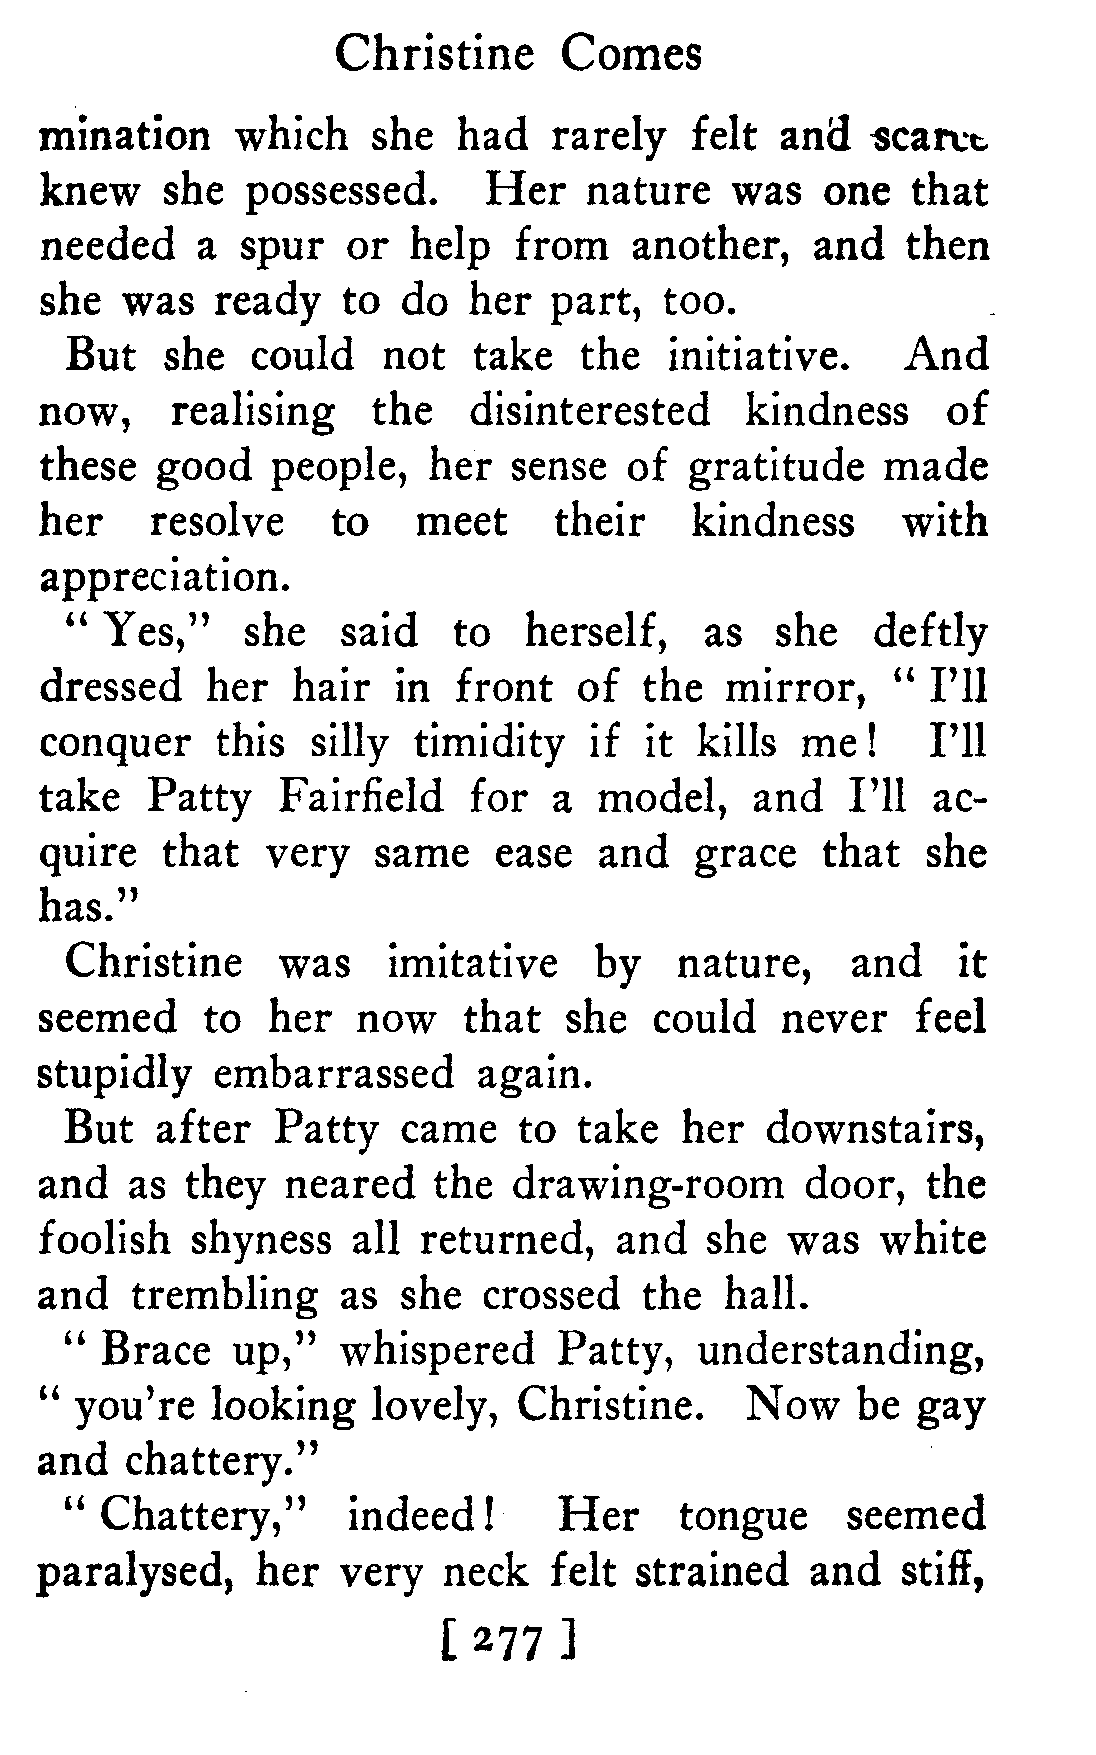 Christine Comes
mination which she had rarely felt and scarce
knew she possessed. Her nature was one that
needed a spur or help from another, and then
she was ready to do her part, too.
But she could not take the initiative. And
now, realising the disinterested kindness of
these good people, her sense of gratitude made
her resolve to meet their kindness with
appreciation.
“ Yes,” she said to herself, as she deftly
dressed her hair in front of the mirror, “ I’ll
conquer this silly timidity if it kills me! I’ll
take Patty Fairfield for a model, and I’ll ac-
quire that very same ease and grace that she
has.”
Christine was imitative by nature, and it
seemed to her now that she could never feel
stupidly embarrassed again.
But after Patty came to take her downstairs,
and as they neared the drawing-room door, the
foolish shyness all returned, and she was white
and trembling as she crossed the hall.
“ Brace up,” whispered Patty, understanding,
“ you’re looking lovely, Christine. Now be gay
and chattery.”
“ Chattery,” indeed! Her tongue seemed
paralysed, her very neck felt strained and stiff,
[ 277 ]